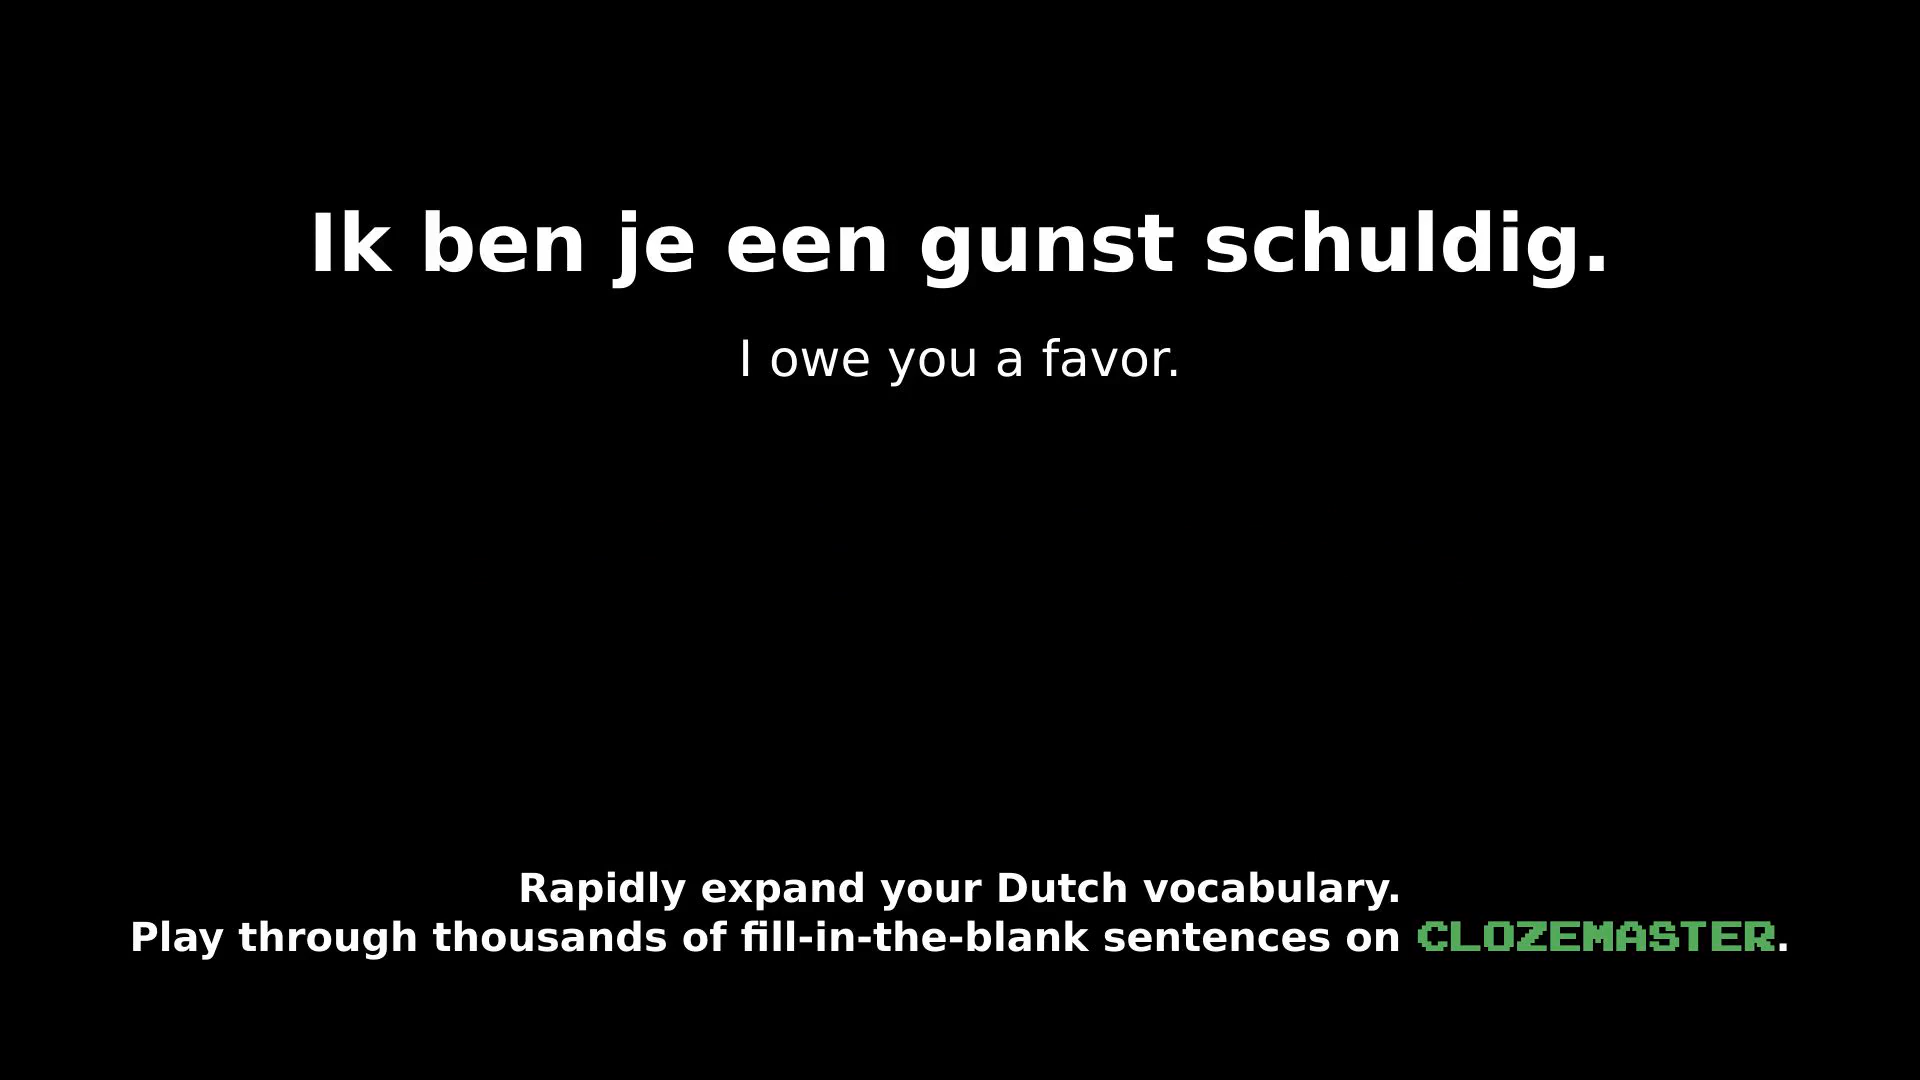 Ik ben je een gunst schuldig.
I owe you a favor.
Rapidly expand your Dutch vocabulary.
Play through thousands of fill-in-the-blank sentences on CLOZEMASTER.